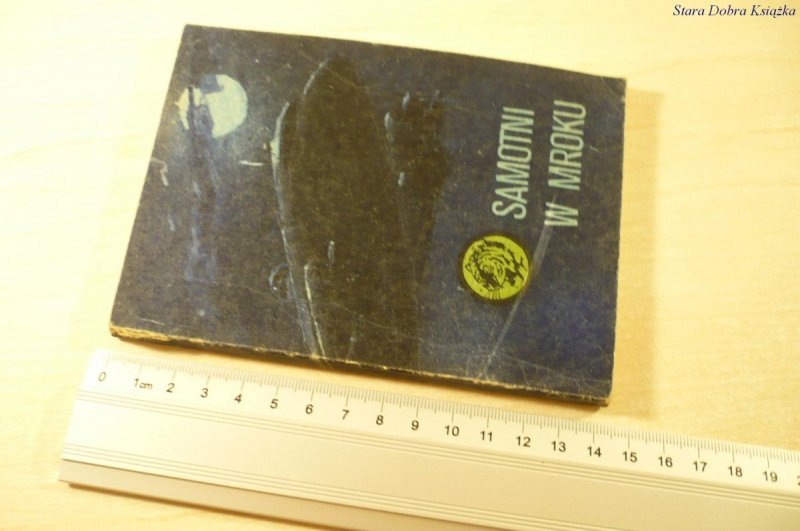 Stara Dobra Książka
SAMOTNI
W MROKU
0 1cm 2 3 4 5 6 7 8 9 10 11 12 13 14 15 16 17 18 19